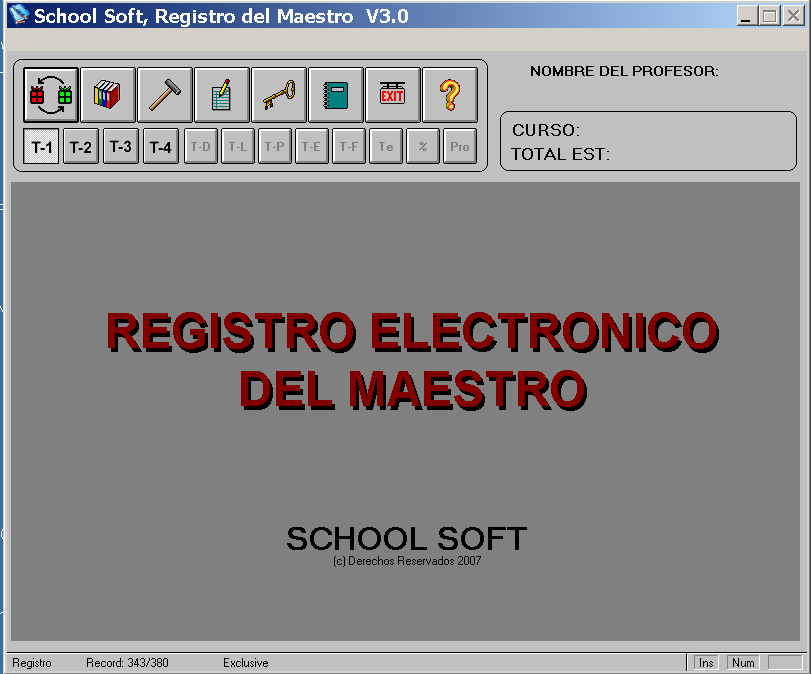 School Soft, Registro del Maestro V3.0
NOMBRE DEL PROFESOR:
EXIT
CURSO:
TOTAL EST:
T-1 T-2 T-3 T-4 T-D T-L T-P T-E T-F Te % Pro
REGISTRO ELECTRONICO
DEL MAESTRO
SCHOOL SOFT
(c) Derechos Reservados 2007
Registro Record: 343/380 Exclusive Ins Num